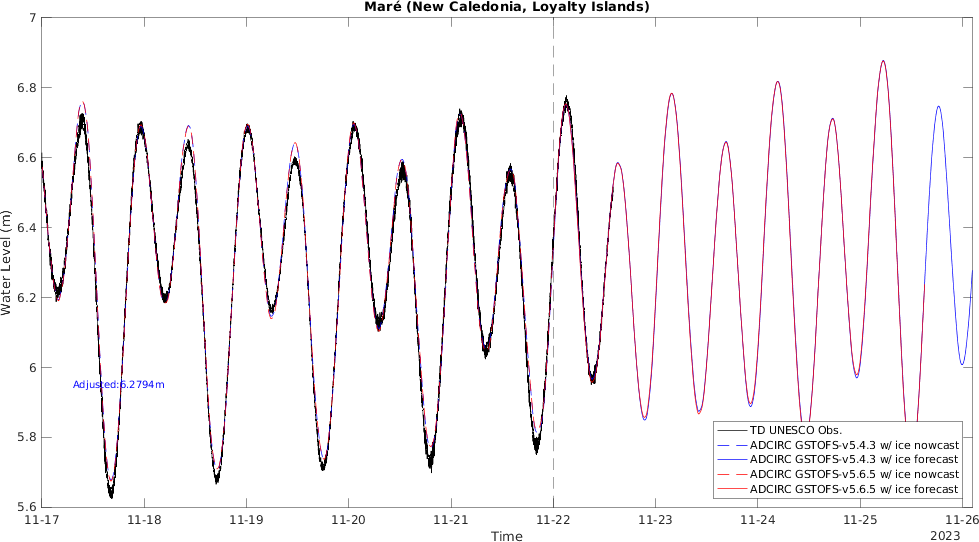 Maré (New Caledonia, Loyalty Islands)
7
6.8
6.6
6.4
6.2
6
5.8
5.6
Water Level (m)
Adjusted:6.2794m
TD UNESCO Obs.
ADCIRC GSTOFS-v5.4.3 w/ ice nowcast
ADCIRC GSTOFS-v5.4.3 w/ ice forecast
ADCIRC GSTOFS-v5.6.5 w/ ice nowcast
ADCIRC GSTOFS-v5.6.5 w/ ice forecast
11-17 11-18 11-19 11-20 11-21 11-22 11-23 11-24 11-25 11-26
Time
2023